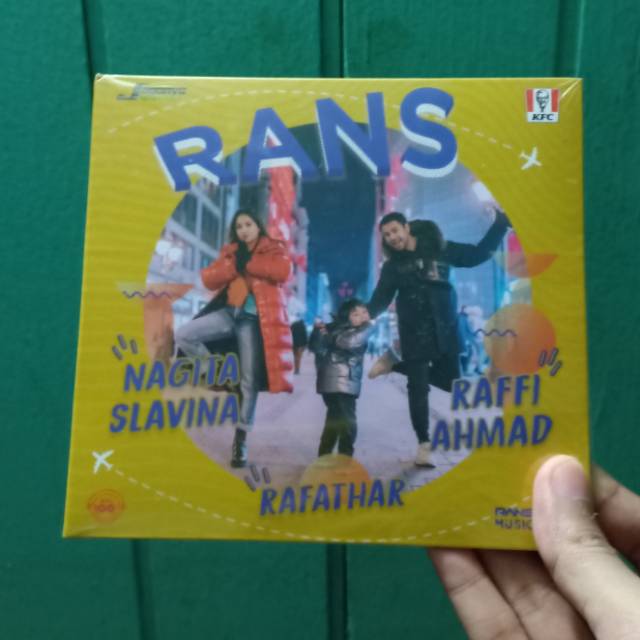 RANS
KFC
NAGITA
SLAVINA
RAFFI
AHMAD
RAFATHAR
RANS
MUSIC